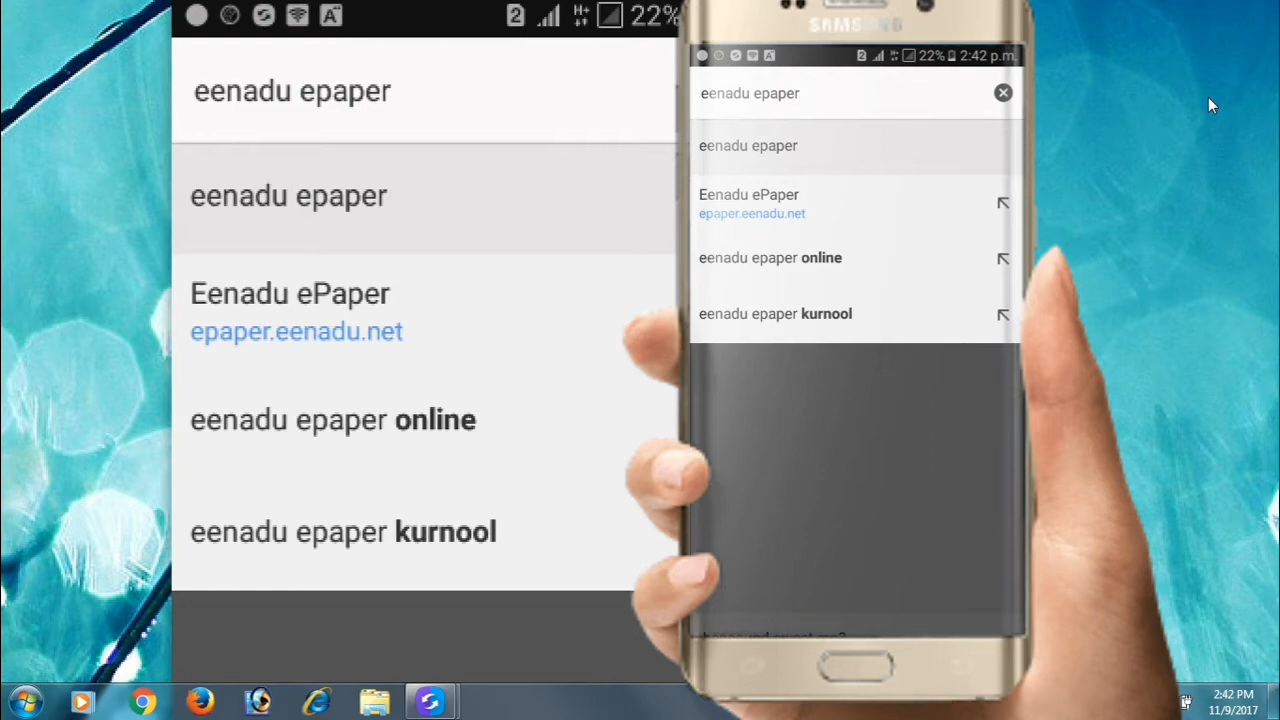 2
H+
22%
eenadu epaper
eenadu epaper
Eenadu ePaper
epaper.eenadu.net
eenadu epaper online
eenadu epaper kurnool
SAMSUNG
2
22%
2:42 p.m.
eenadu epaper
eenadu epaper
Eenadu ePaper
epaper.eenadu.net
eenadu epaper online
eenadu epaper kurnool
2:42 PM
11/9/2017